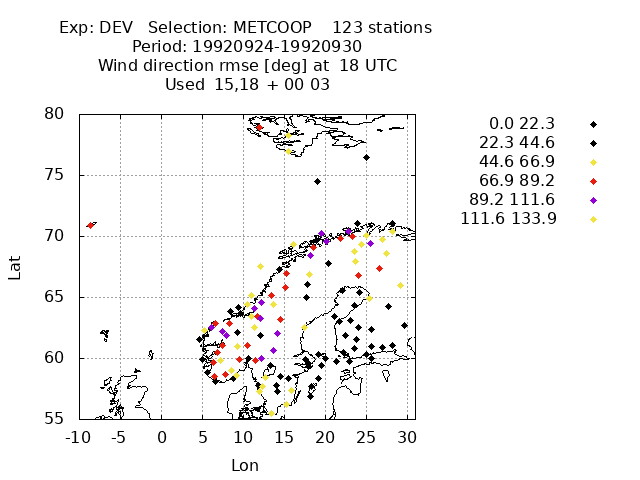 Exp: DEV   Selection: METCOOP    123 stations
Period: 19920924-19920930
Wind direction rmse [deg] at  18 UTC
Used  15,18 + 00 03
0.0 22.3
22.3 44.6
44.6 66.9
66.9 89.2
89.2 111.6
111.6 133.9
80
75
70
65
60
55
Lat
-10 -5 0 5 10 15 20 25 30
Lon